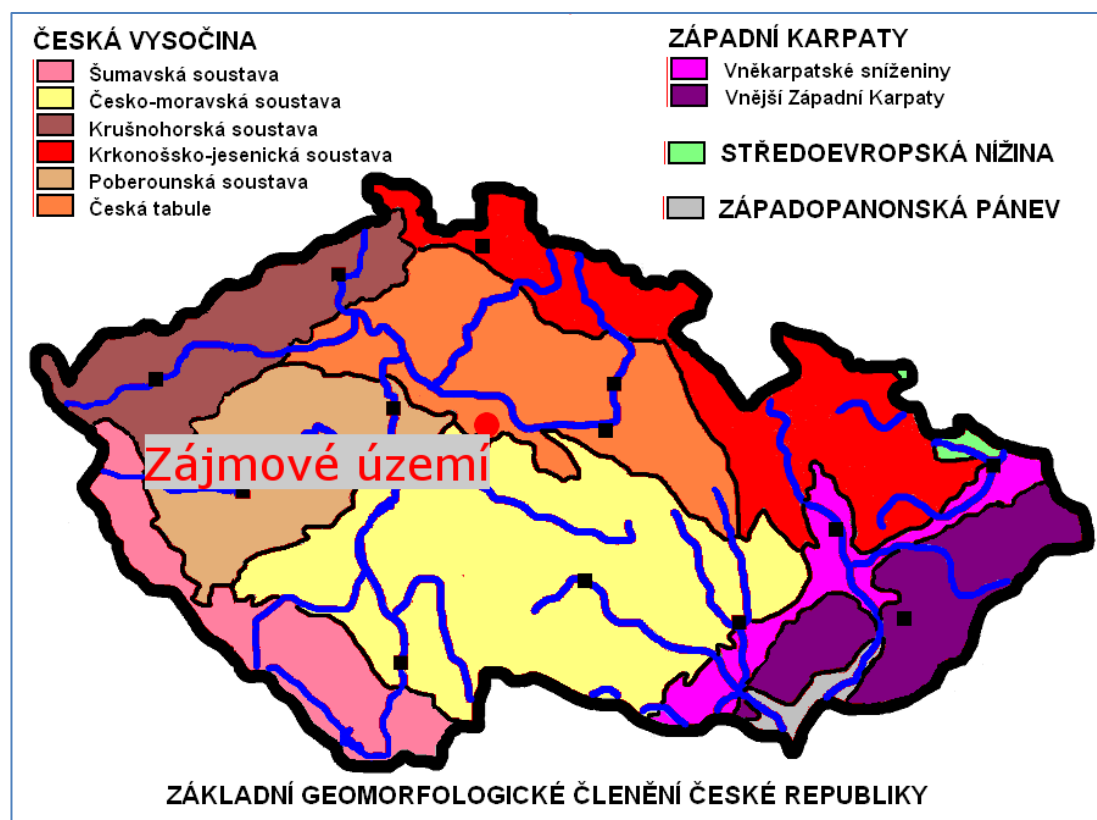 ČESKÁ VYSOČINA
Šumavská soustava
Česko-moravská soustava
Krušnohorská soustava
Krkonošsko-jesenická soustava
Poberounská soustava
Česká tabule
ZÁPADNÍ KARPATY
Vněkarpatské sníženiny
Vnější Západní Karpaty
STŘEDOEVROPSKÁ NÍŽINA
ZÁPADOPANONSKÁ PÁNEV
Zájmové území
ZÁKLADNÍ GEOMORFOLOGICKÉ ČLENĚNÍ ČESKÉ REPUBLIKY